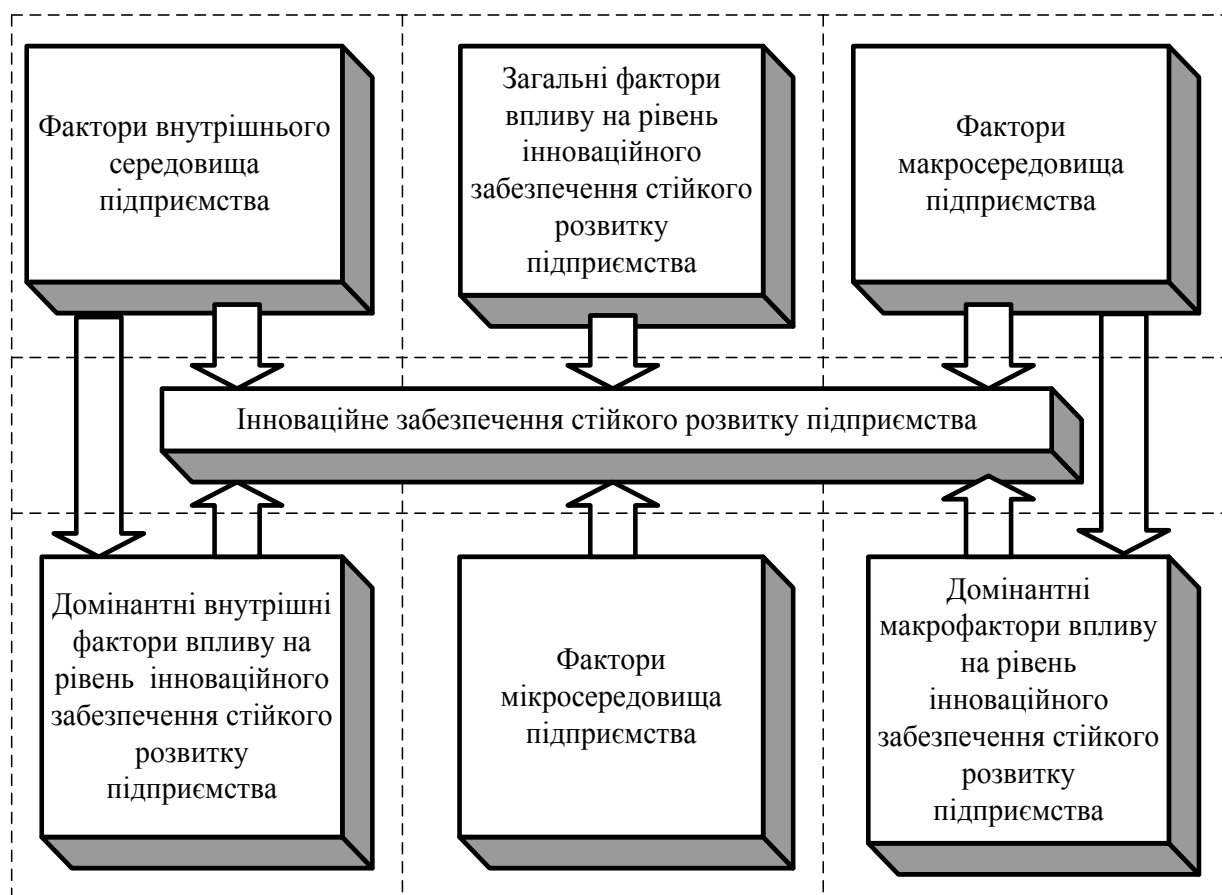 Фактори внутрішнього
середовища
підприємства
Загальні фактори
впливу на рівень
інноваційного
забезпечення стійкого
розвитку
підприємства
Фактори
макросередовища
підприємства
Інноваційне забезпечення стійкого розвитку підприємства
Домінантні внутрішні
фактори впливу на
рівень інноваційного
забезпечення стійкого
розвитку
підприємства
Фактори
мікросередовища
підприємства
Домінантні
макрофактори впливу
на рівень
інноваційного
забезпечення стійкого
розвитку
підприємства